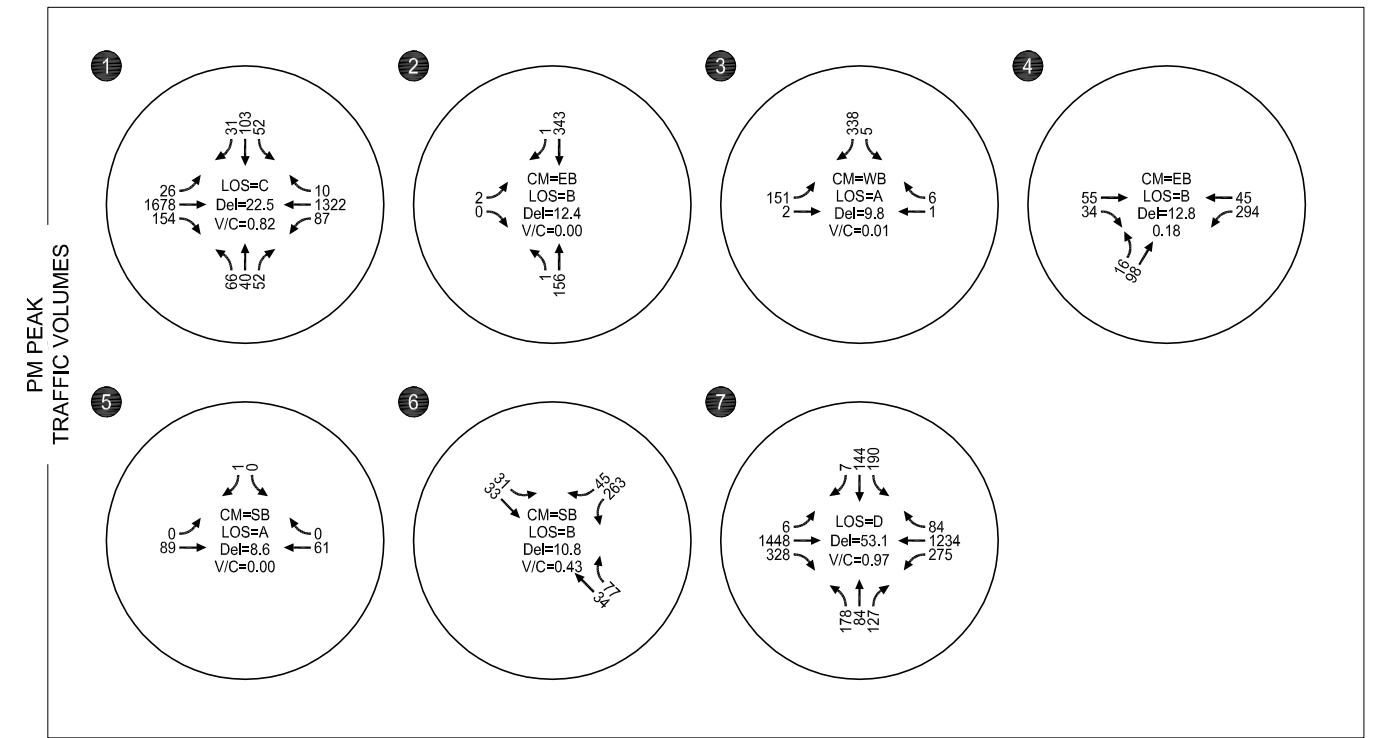 PM PEAK
TRAFFIC VOLUMES
1
31 103 52
26
1678
154
LOS=C
Del=22.5
V/C=0.82
10
1322
87
66 40 52
2
1 343
2
0
CM=EB
LOS=B
Del=12.4
V/C=0.00
1 156
3
338 5
151
2
CM=WB
LOS=A
Del=9.8
V/C=0.01
6
1
4
55
34
CM=EB
LOS=B
Del=12.8
0.18
45
294
16 98
5
1 0
0
89
CM=SB
LOS=A
Del=8.6
V/C=0.00
0
61
6
31
33
45
263
CM=SB
LOS=B
Del=10.8
V/C=0.43
77
34
7
7 144 190
6
1448
328
LOS=D
Del=53.1
V/C=0.97
84
1234
275
178 84 127